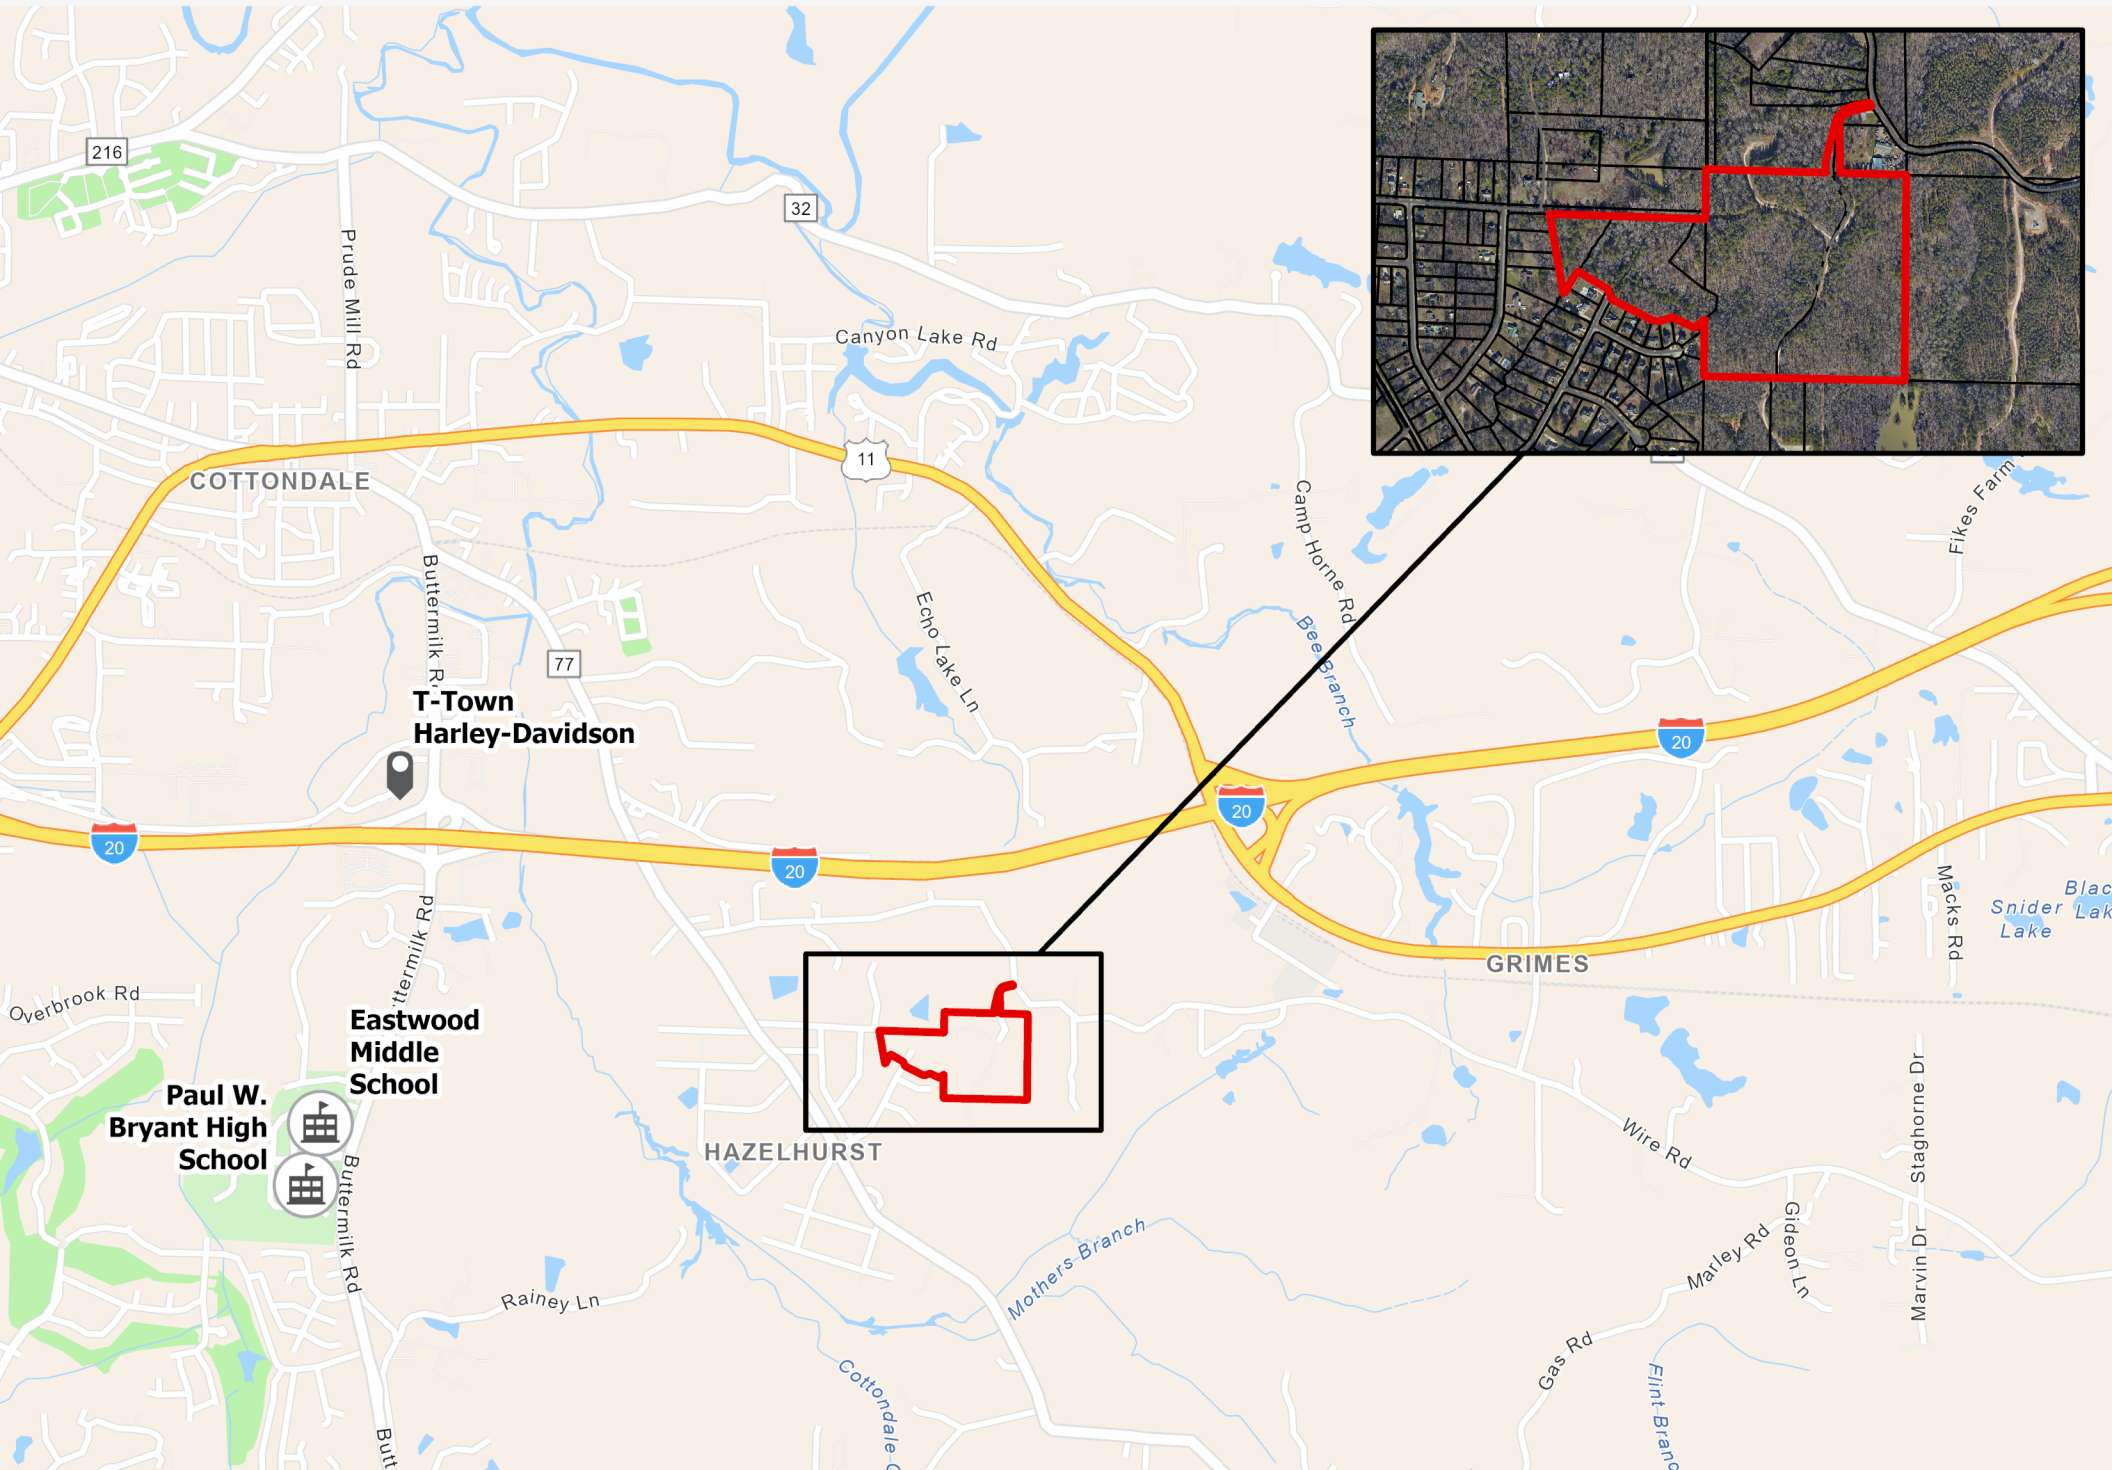 216
32
Prude Mill Rd
Canyon Lake Rd
11
COTTONDALE
Camp Horne Rd
Fikes Farm
Buttermilk R
Echo Lake Ln
Bee Branch
77
T-Town
Harley-Davidson
20
20
20
20
Macks Rd
Blac
Lak
Snider
Lake
ttermilk Rd
GRIMES
Overbrook Rd
Eastwood
Middle
School
Paul W.
Bryant High
School
HAZELHURST
Wire Rd
Staghorne Dr
Buttermilk Rd
Mothers Branch
Marley Rd
Gideon Ln
Marvin Dr
Rainey Ln
Gas Rd
Cottondale C
Flint Branc
Butt